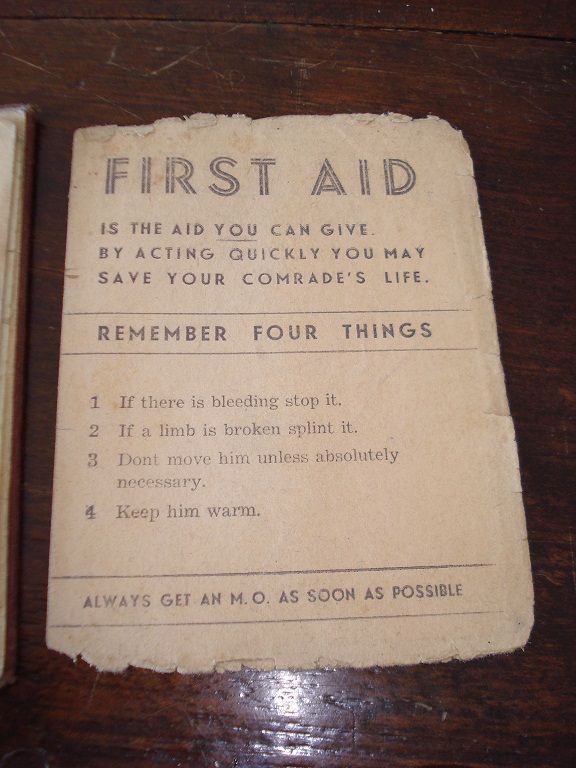 FIRST AID
IS THE AID YOU CAN GIVE.
BY ACTING QUICKLY YOU MAY
SAVE YOUR COMRADE'S LIFE.
REMEMBER FOUR THINGS
1 If there is bleeding stop it.
2 If a limb is broken splint it.
3 Dont move him unless absolutely
necessary.
4 Keep him warm.
ALWAYS GET AN M.O. AS SOON AS POSSIBLE